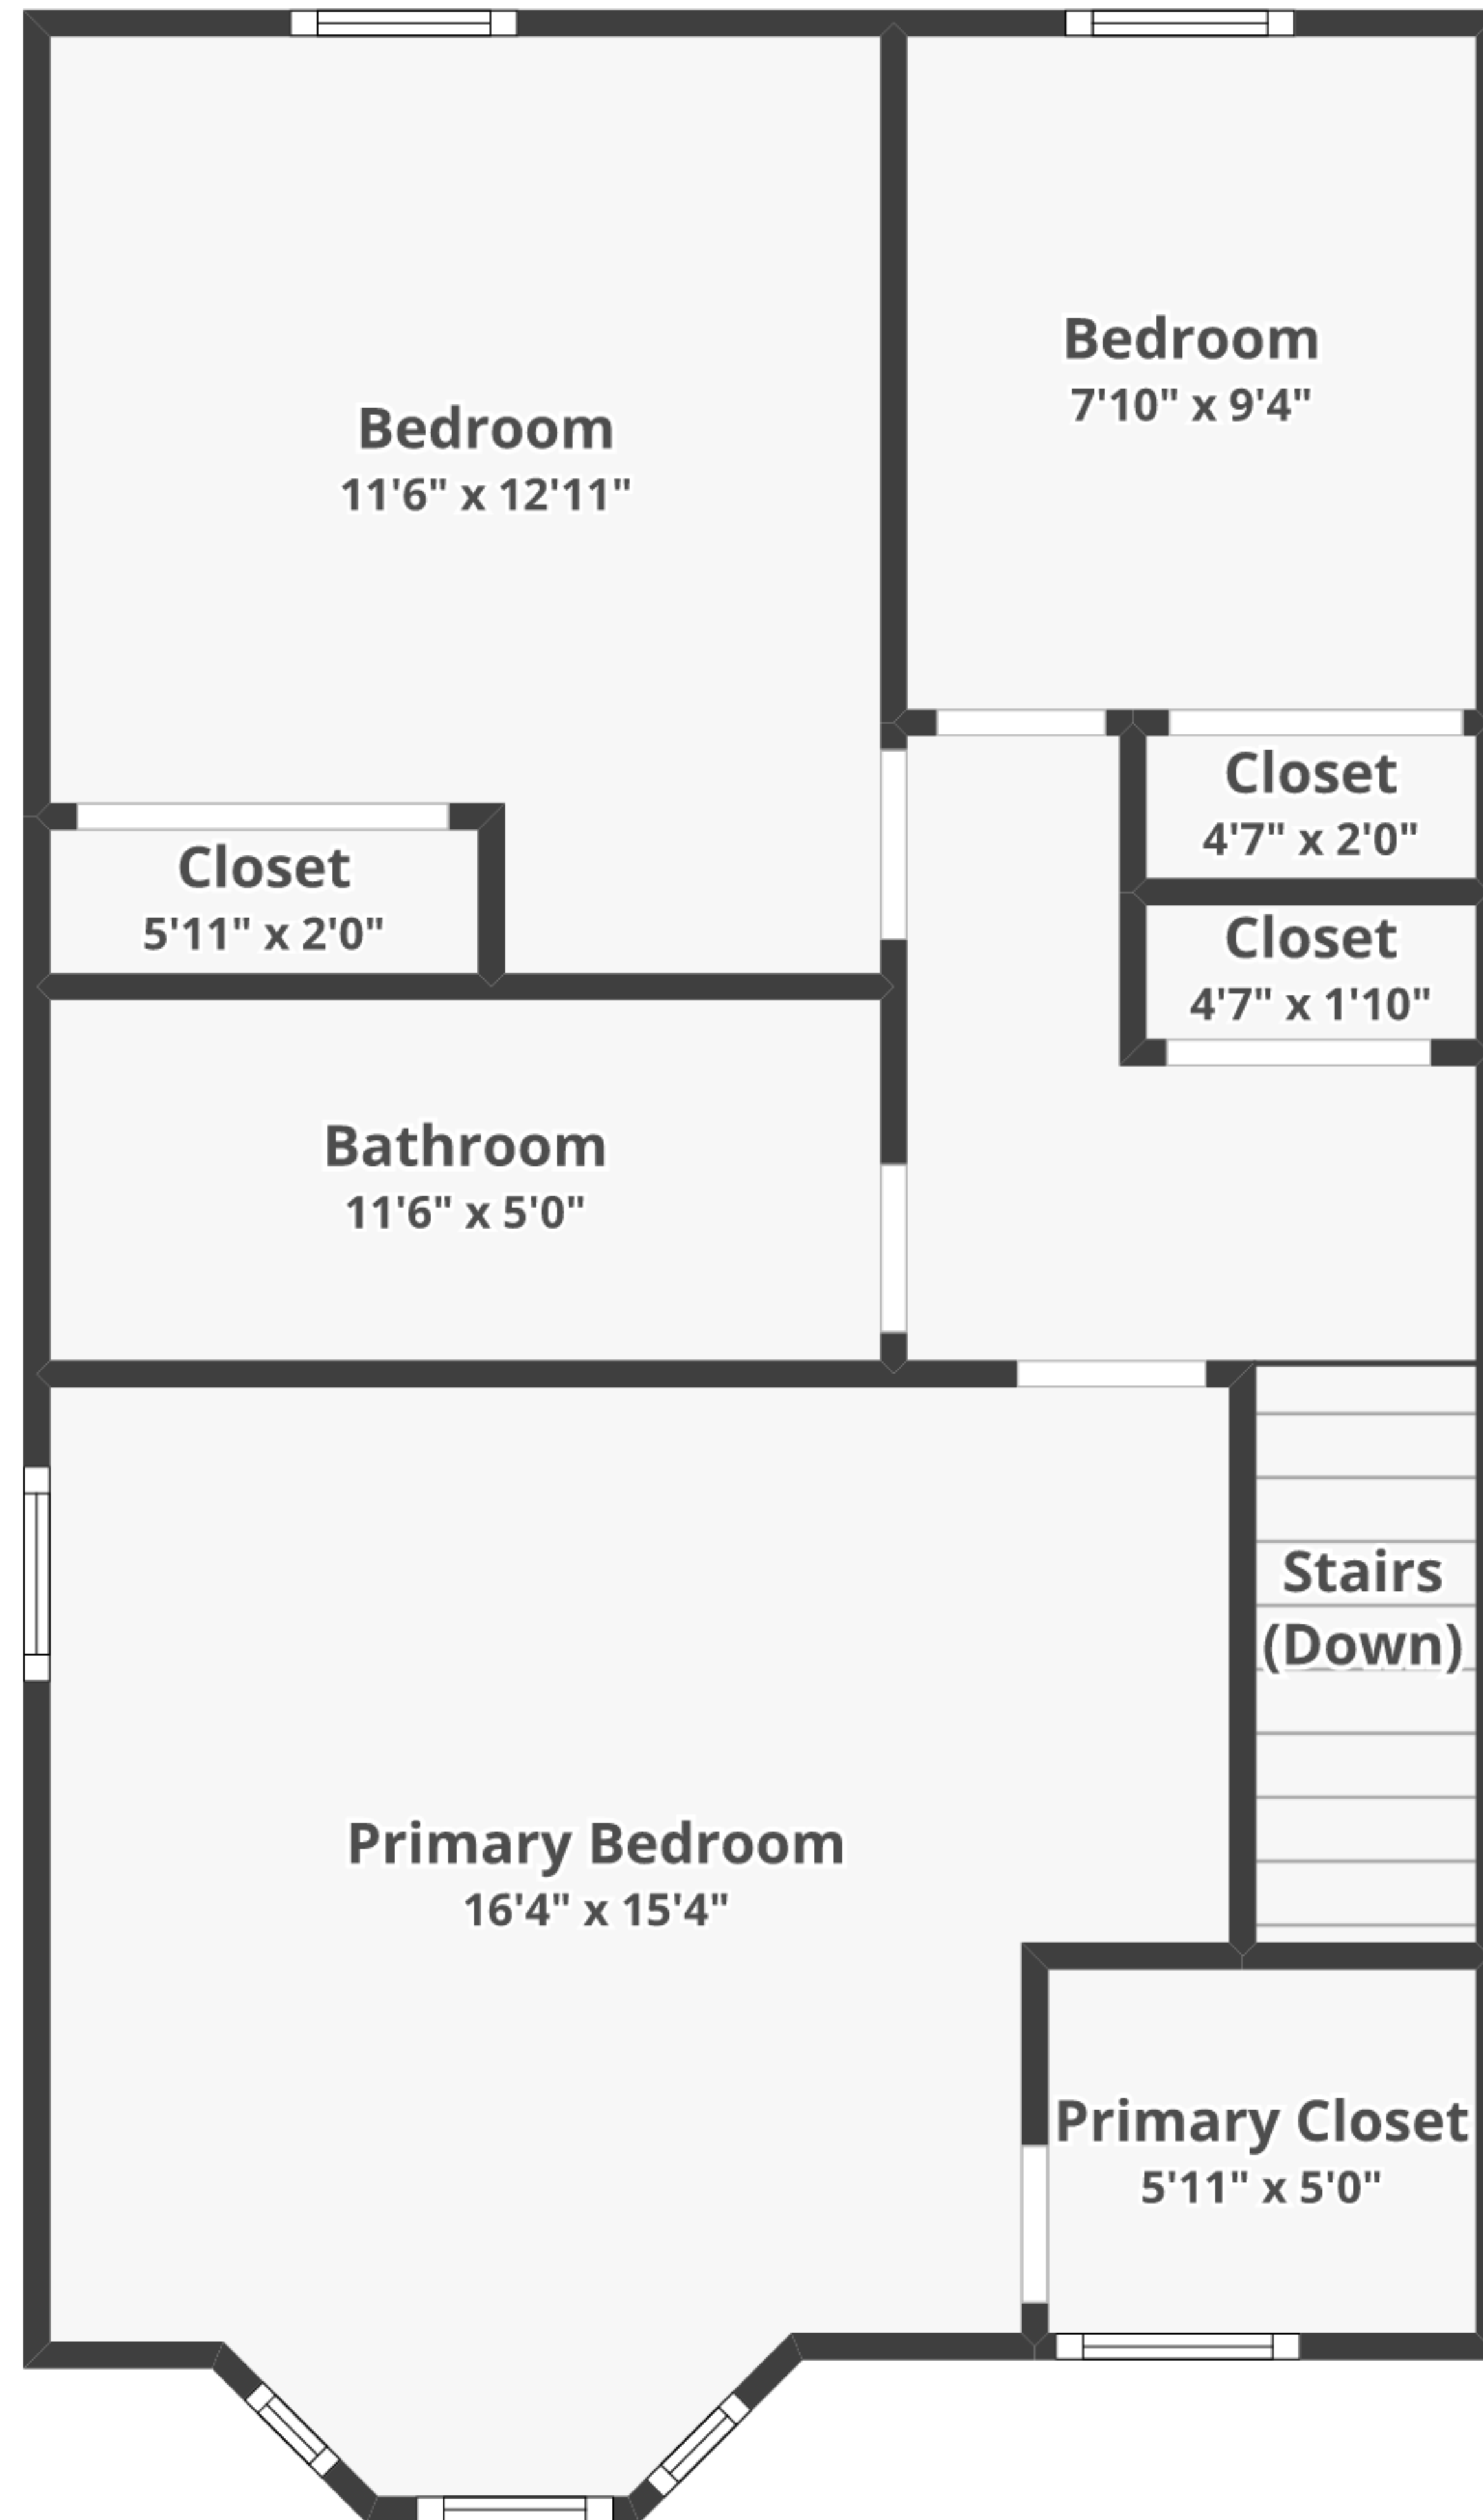 Bedroom
11'6" x 12'11"
Bedroom
7'10" x 9'4"
Closet
4'7" x 2'0"
Closet
5'11" x 2'0"
Closet
4'7" x 1'10"
Bathroom
11'6" x 5'0"
Stairs
(Down)
Primary Bedroom
16'4" x 15'4"
Primary Closet
5'11" x 5'0"